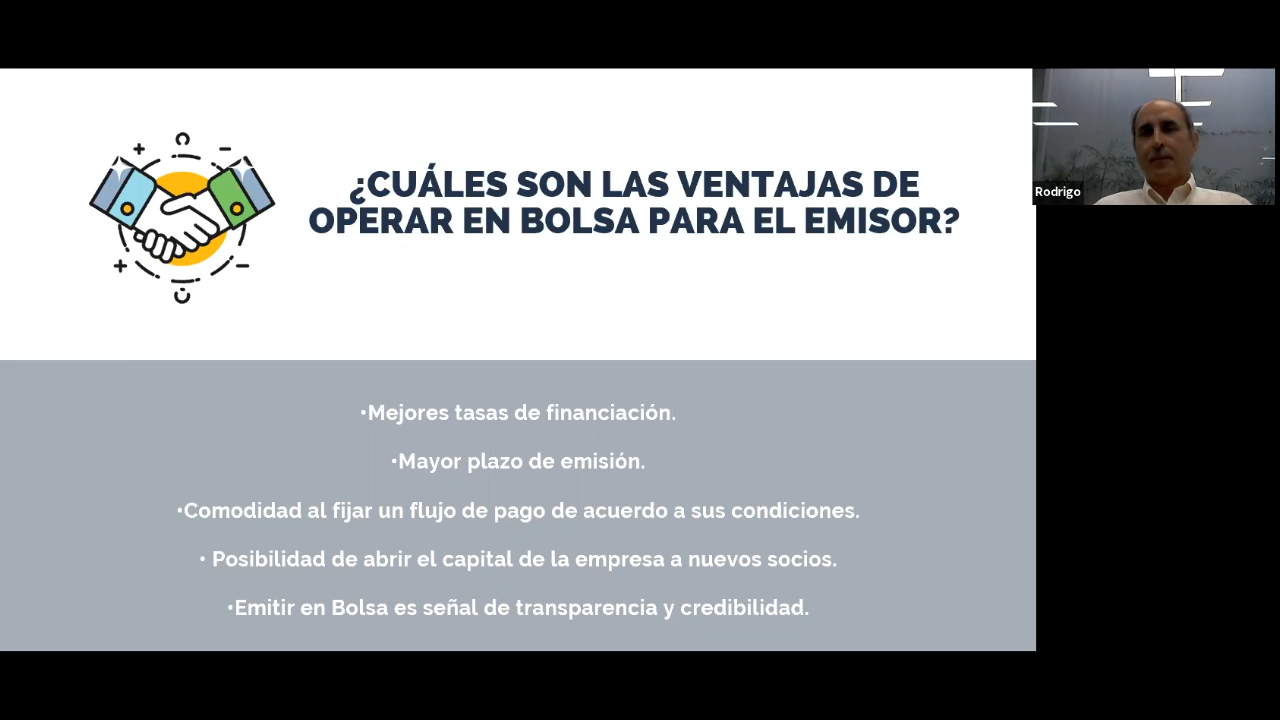 ¿CUÁLES SON LAS VENTAJAS DE
OPERAR EN BOLSA PARA EL EMISOR?
Rodrigo
•Mejores tasas de financiación.
•Mayor plazo de emisión.
•Comodidad al fijar un flujo de pago de acuerdo a sus condiciones.
• Posibilidad de abrir el capital de la empresa a nuevos socios.
•Emitir en Bolsa es señal de transparencia y credibilidad.